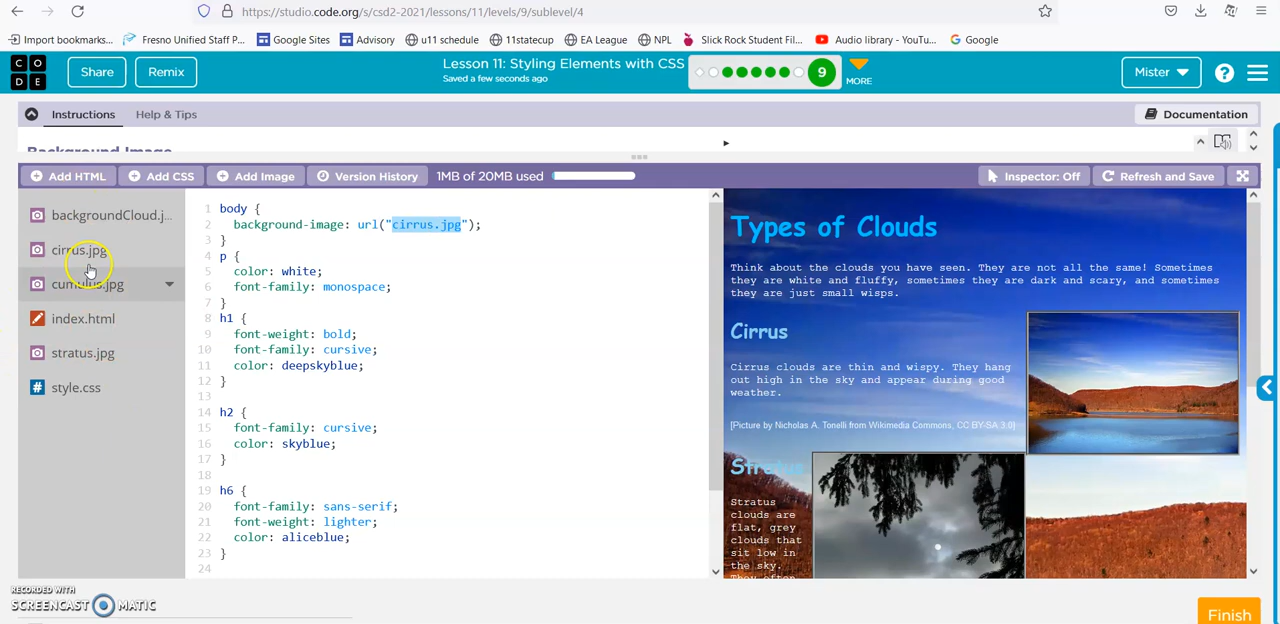 https://studio.code.org/s/csd2-2021/lessons/11/levels/9/sublevel/4
Import bookmarks... Fresno Unified Staff P... Google Sites Advisory u11 schedule 11statecup EA League NPL Slick Rock Student Fil... Audio library - YouTu... Google
CO
DE
Share
Remix
Lesson 11: Styling Elements with CSS
Saved a few seconds ago
9
MORE
Mister
?
Instructions
Help & Tips
Documentation
Background Image
Add HTML
Add CSS
Add Image
Version History
1MB of 20MB used
Inspector: Off
Refresh and Save
backgroundCloud.j...
cirrus.jpg
cumulus.jpg
index.html
stratus.jpg
# style.css
1 body {
2 background-image: url("cirrus.jpg");
3 }
4 p {
5 color: white;
6 font-family: monospace;
7 }
8 h1 {
9 font-weight: bold;
10 font-family: cursive;
11 color: deepskyblue;
12 }
13
14 h2 {
15 font-family: cursive;
16 color: skyblue;
17 }
18
19 h6 {
20 font-family: sans-serif;
21 font-weight: lighter;
22 color: aliceblue;
23 }
24
Types of Clouds
Think about the clouds you have seen. They are not all the same! Sometimes
they are white and fluffy, sometimes they are dark and scary, and sometimes
they are just small wisps.
Cirrus
Cirrus clouds are thin and wispy. They hang
out high in the sky and appear during good
weather.
[Picture by Nicholas A. Tonelli from Wikimedia Commons, CC BY-SA 3.0]
Stratus
Stratus
clouds are
flat, grey
clouds that
sit low in
the sky.
They often
RECORDED WITH
SCREENCAST MATIC
Finish